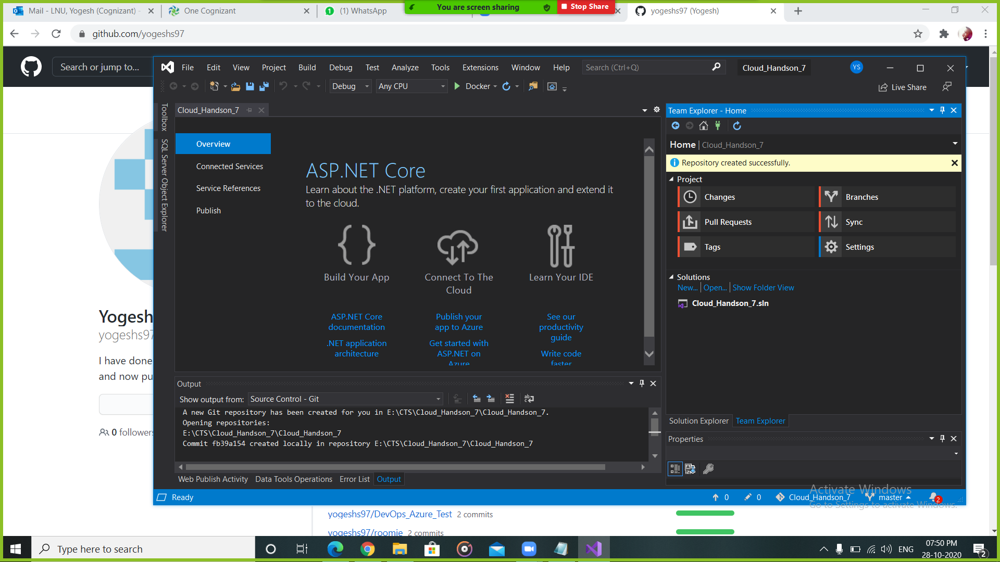 Mail - LNU, Yogesh (Cognizant) -
One Cognizant
(1) WhatsApp
You are screen sharing
Stop Share
yogeshs97 (Yogesh)
github.com/yogeshs97
Search or jump to...
File Edit View Project Build Debug Test Analyze Tools Extensions Window Help
Search (Ctrl+Q)
Cloud_Handson_7
YS
Debug
Any CPU
Docker
Live Share
Toolbox
SQL Server Object Explorer
Cloud_Handson_7
Overview
Connected Services
Service References
Publish
ASP.NET Core
Learn about the .NET platform, create your first application and extend it
to the cloud.
Build Your App
Connect To The
Cloud
Learn Your IDE
ASP.NET Core
documentation
.NET application
architecture
Publish your
app to Azure
Get started with
ASP.NET on
Azure
See our
productivity
guide
Write code
faster
Team Explorer - Home
Home | Cloud_Handson_7
Repository created successfully.
Project
Changes
Branches
Pull Requests
Sync
Tags
Settings
Solutions
New... | Open... | Show Folder View
Cloud_Handson_7.sln
Solution Explorer
Team Explorer
Properties
Output
Show output from: Source Control - Git
A new Git repository has been created for you in E:\CTS\Cloud_Handson_7\Cloud_Handson_7.
Opening repositories:
E:\CTS\Cloud_Handson_7\Cloud_Handson_7
Commit fb39a154 created locally in repository E:\CTS\Cloud_Handson_7\Cloud_Handson_7
Web Publish Activity
Data Tools Operations
Error List
Output
Ready
0
0
Cloud_Handson_7
master
2
Activate Windows
Go to Settings to activate Windows.
Yogesh
yogeshs97
I have done
and now pu
0 followers
yogeshs97/DevOps_Azure_Test 2 commits
yogeshs97/roomie 2 commits
Type here to search
ENG
07:50 PM
28-10-2020
2